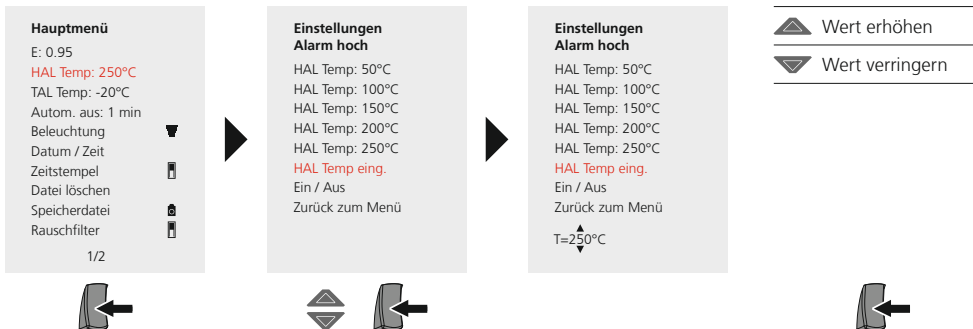 Hauptmenü
E: 0.95
HAL Temp: 250°C
TAL Temp: -20°C
Autom. aus: 1 min
Beleuchtung
Datum / Zeit
Zeitstempel
Datei löschen
Speicherdatei
Rauschfilter
1/2
Einstellungen
Alarm hoch
HAL Temp: 50°C
HAL Temp: 100°C
HAL Temp: 150°C
HAL Temp: 200°C
HAL Temp: 250°C
HAL Temp eing.
Ein / Aus
Zurück zum Menü
Einstellungen
Alarm hoch
HAL Temp: 50°C
HAL Temp: 100°C
HAL Temp: 150°C
HAL Temp: 200°C
HAL Temp: 250°C
HAL Temp eing.
Ein / Aus
Zurück zum Menü
T=250°C
Wert erhöhen
Wert verringern